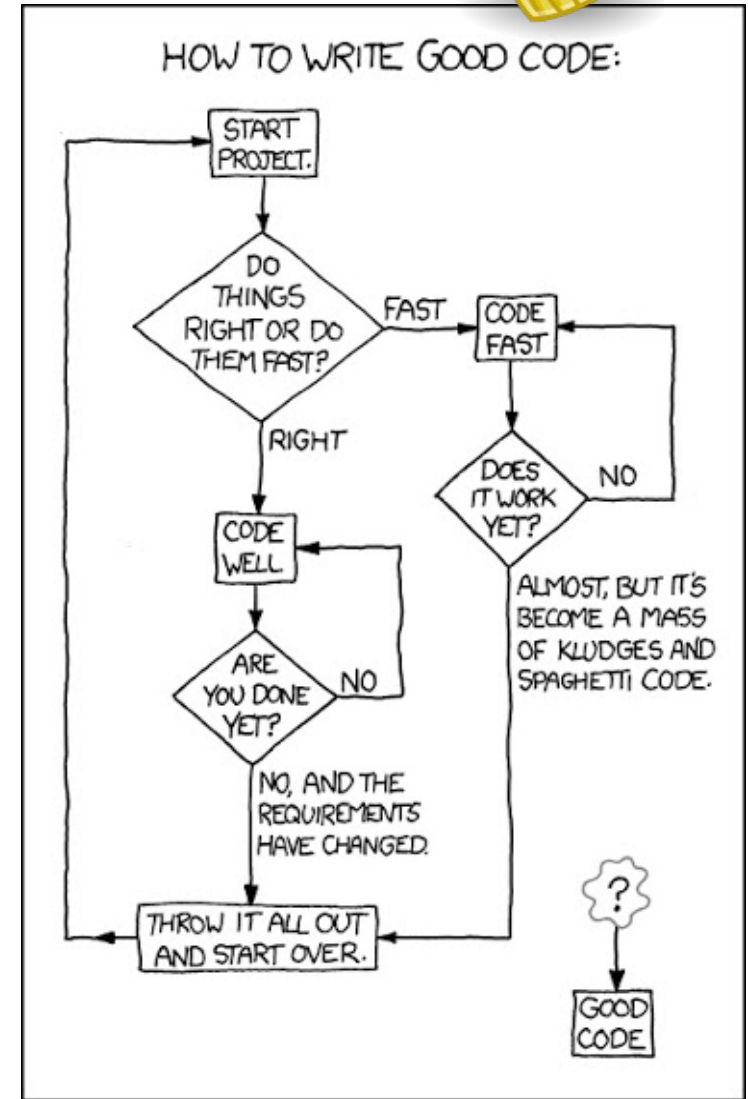 HOW TO WRITE GOOD CODE:
START
PROJECT.
DO
THINGS
RIGHT OR DO
THEM FAST?
FAST
CODE
FAST
RIGHT
DOES
IT WORK
YET?
NO
CODE
WELL
ALMOST, BUT IT'S
BECOME A MASS
OF KLUDGES AND
SPAGHETTI CODE.
ARE
YOU DONE
YET?
NO
NO, AND THE
REQUIREMENTS
HAVE CHANGED.
?
THROW IT ALL OUT
AND START OVER.
GOOD
CODE